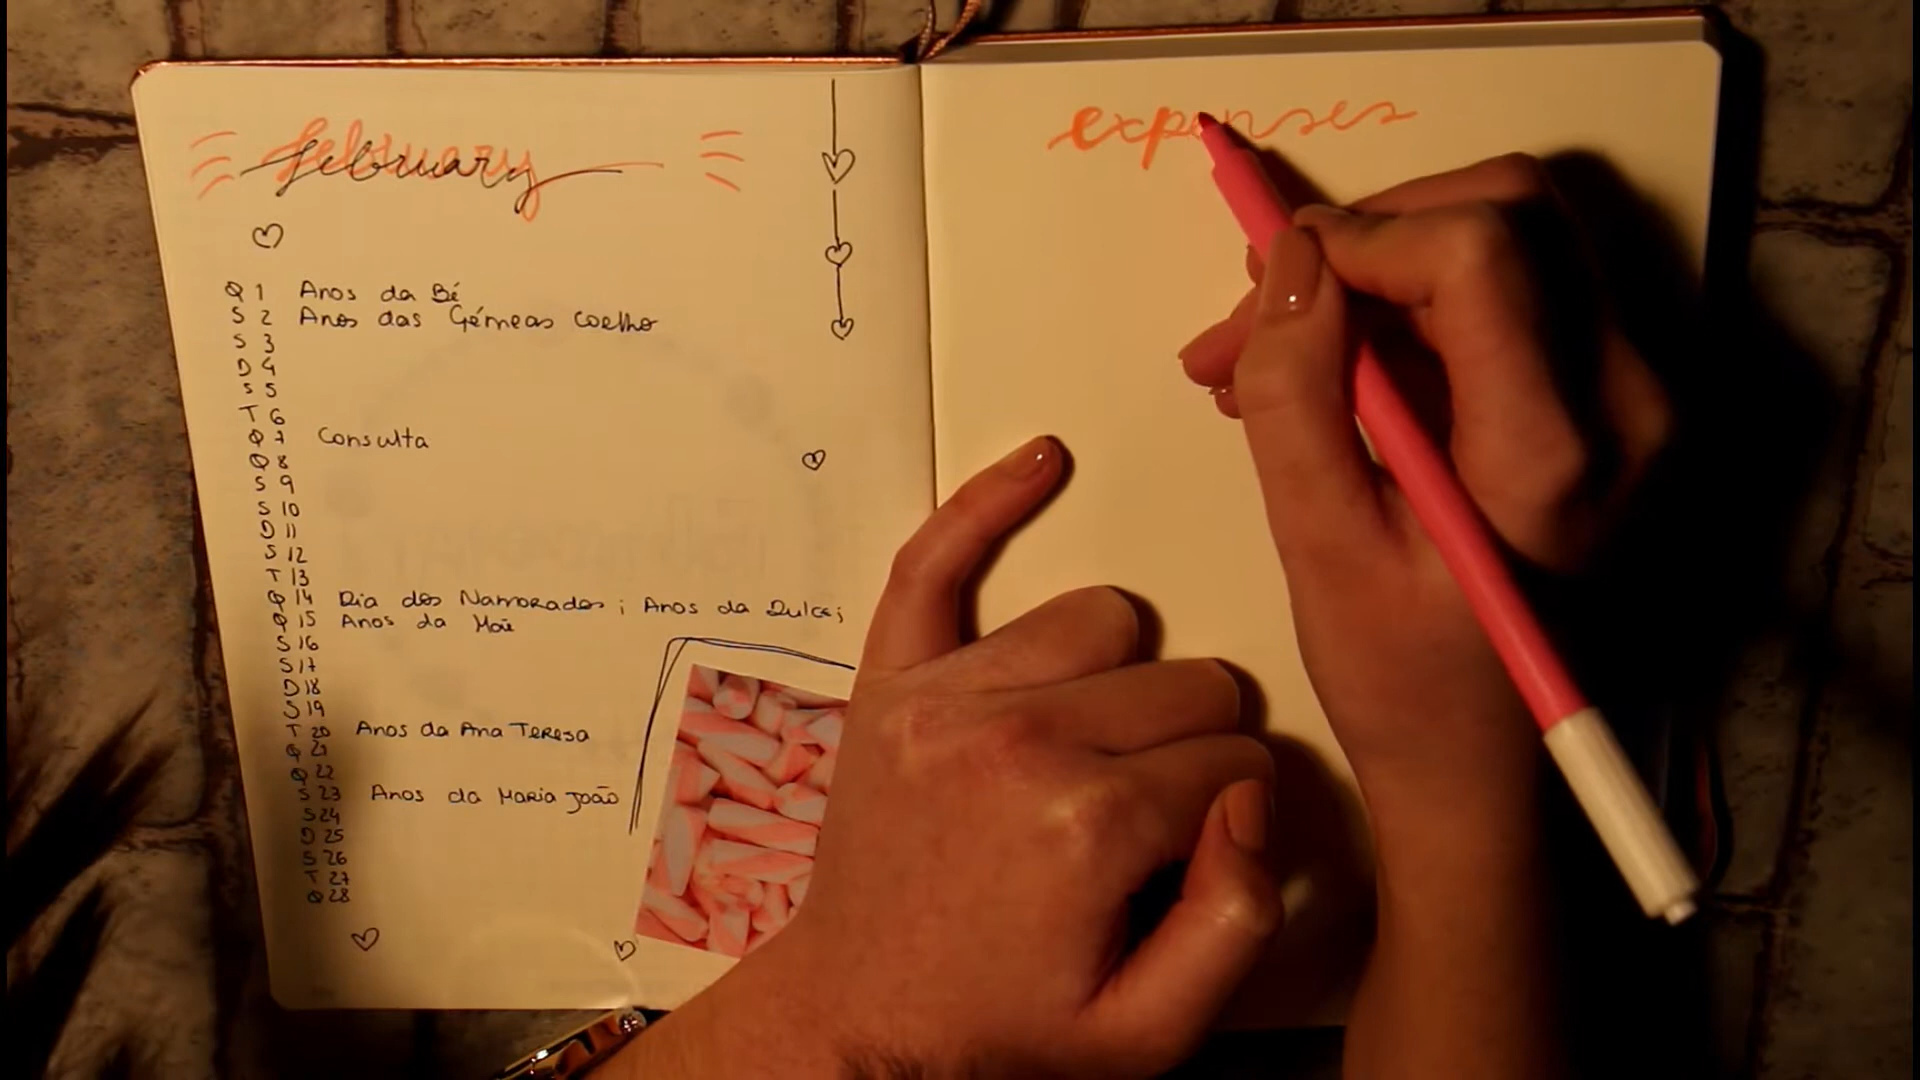 february
Q 1 Anos da Bé
S 2 Anos das Gémeas Coelho
S 3
D 4
S 5
T 6
Q 7 Consulta
Q 8
S 9
S 10
D 11
S 12
T 13
Q 14 Dia dos Namorados ; Anos da Dulce;
Q 15 Anos da Mãe
S 16
S 17
D 18
S 19
T 20 Anos da Ana Teresa
Q 21
Q 22
S 23 Anos da Maria João
S 24
D 25
S 26
T 27
Q 28
expenses